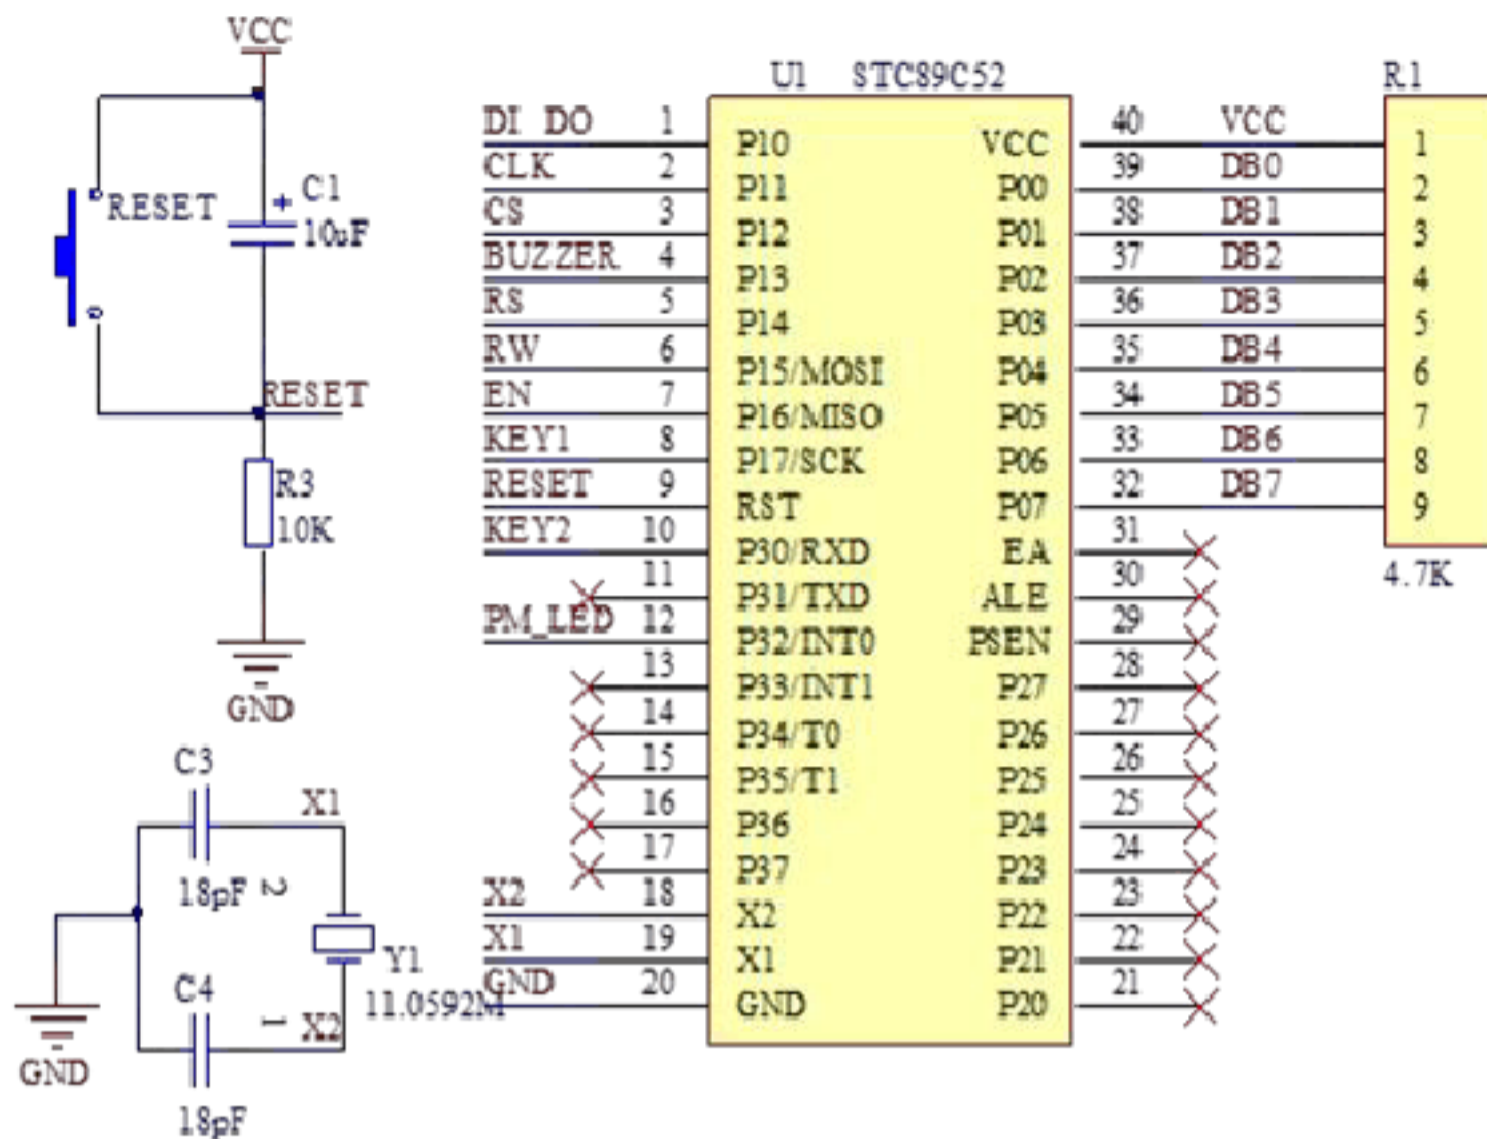 VCC
RESET
C1
+
10uF
RESET
R3
10K
GND
C3
X1
18pF
2
Y1
11.0592M
C4
1
X2
GND
18pF
U1 STC89C52
DI DO 1 P10
CLK 2 P11
CS 3 P12
BUZZER 4 P13
RS 5 P14
RW 6 P15/MOSI
EN 7 P16/MISO
KEY1 8 P17/SCK
RESET 9 RST
KEY2 10 P30/RXD
11 P31/TXD
PM_LED 12 P32/INT0
13 P33/INT1
14 P34/T0
15 P35/T1
16 P36
17 P37
X2 18 X2
X1 19 X1
GND 20 GND
VCC 40 VCC
P00 39 DB0
P01 38 DB1
P02 37 DB2
P03 36 DB3
P04 35 DB4
P05 34 DB5
P06 33 DB6
P07 32 DB7
EA 31
ALE 30
PSEN 29
P27 28
P26 27
P25 26
P24 25
P23 24
P22 23
P21 22
P20 21
R1
1
2
3
4
5
6
7
8
9
4.7K